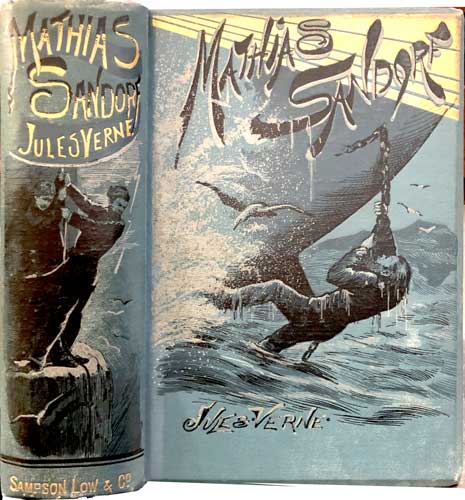 MATHIAS
SANDORF
JULES VERNE
SAMPSON LOW & Co.
MATHIAS
SANDORF
JULES·VERNE·